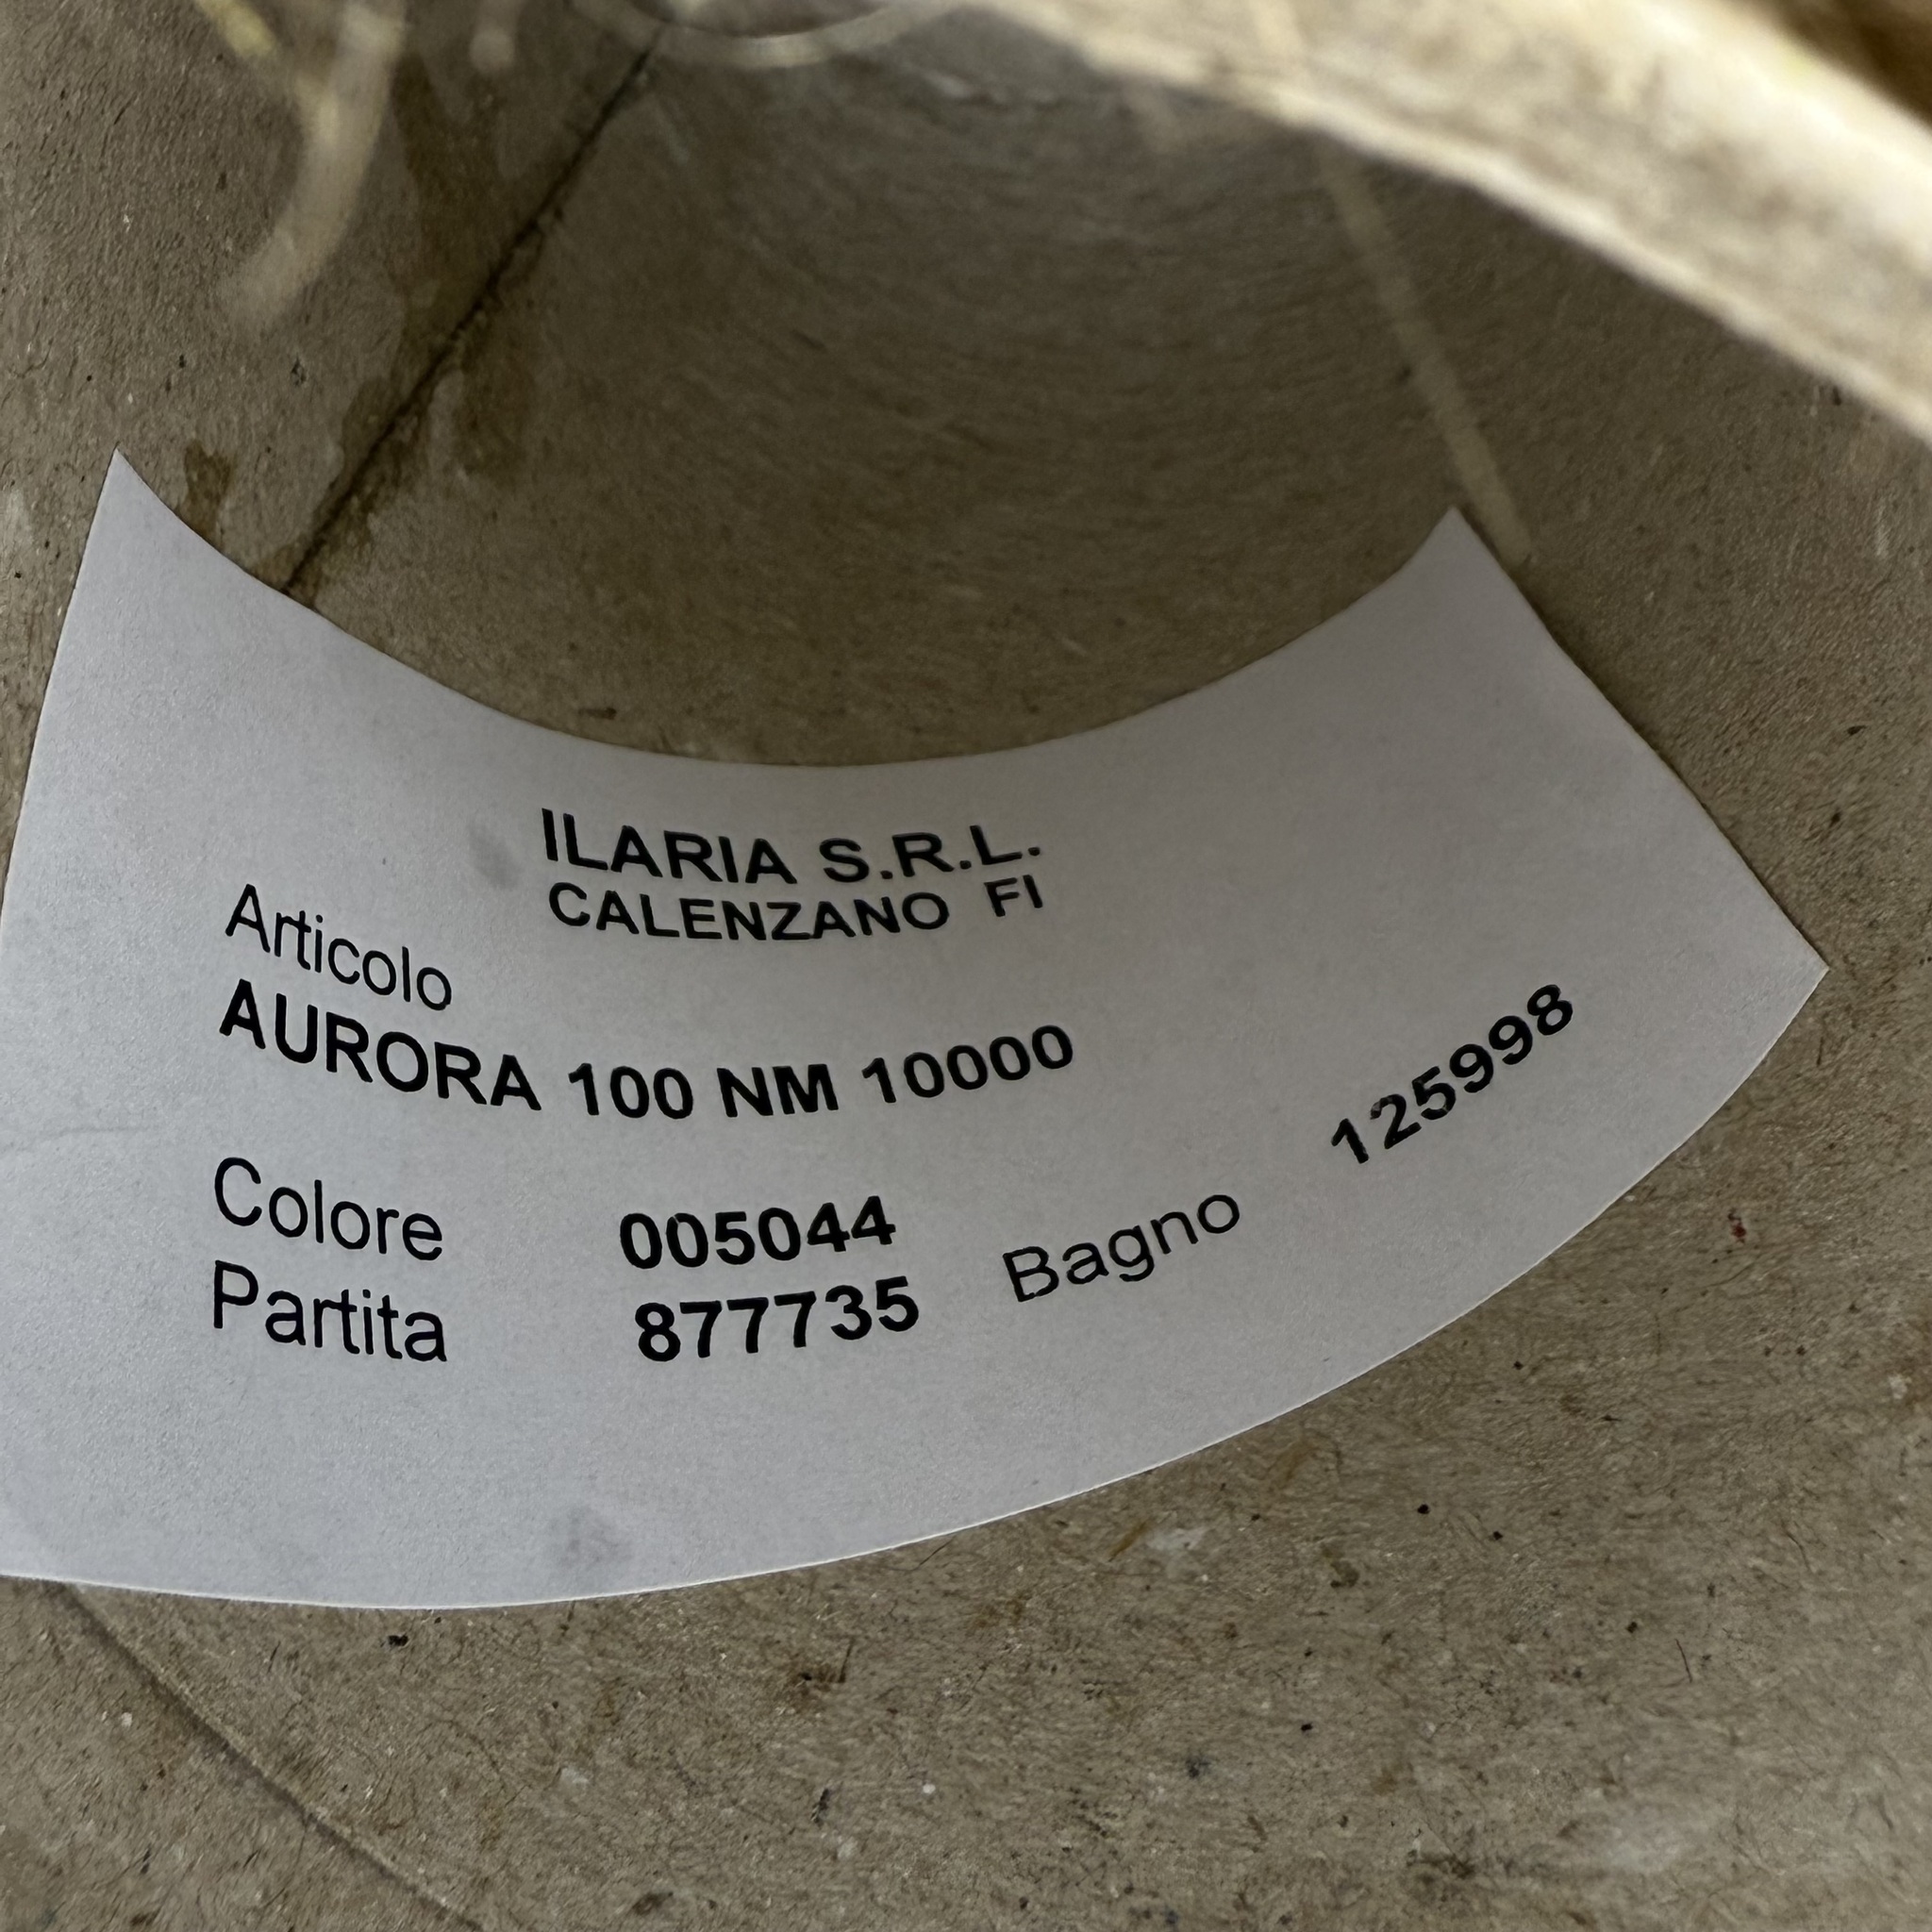 ILARIA S.R.L.
CALENZANO FI
Articolo
AURORA 100 NM 10000
Colore 005044 Bagno 125998
Partita 877735